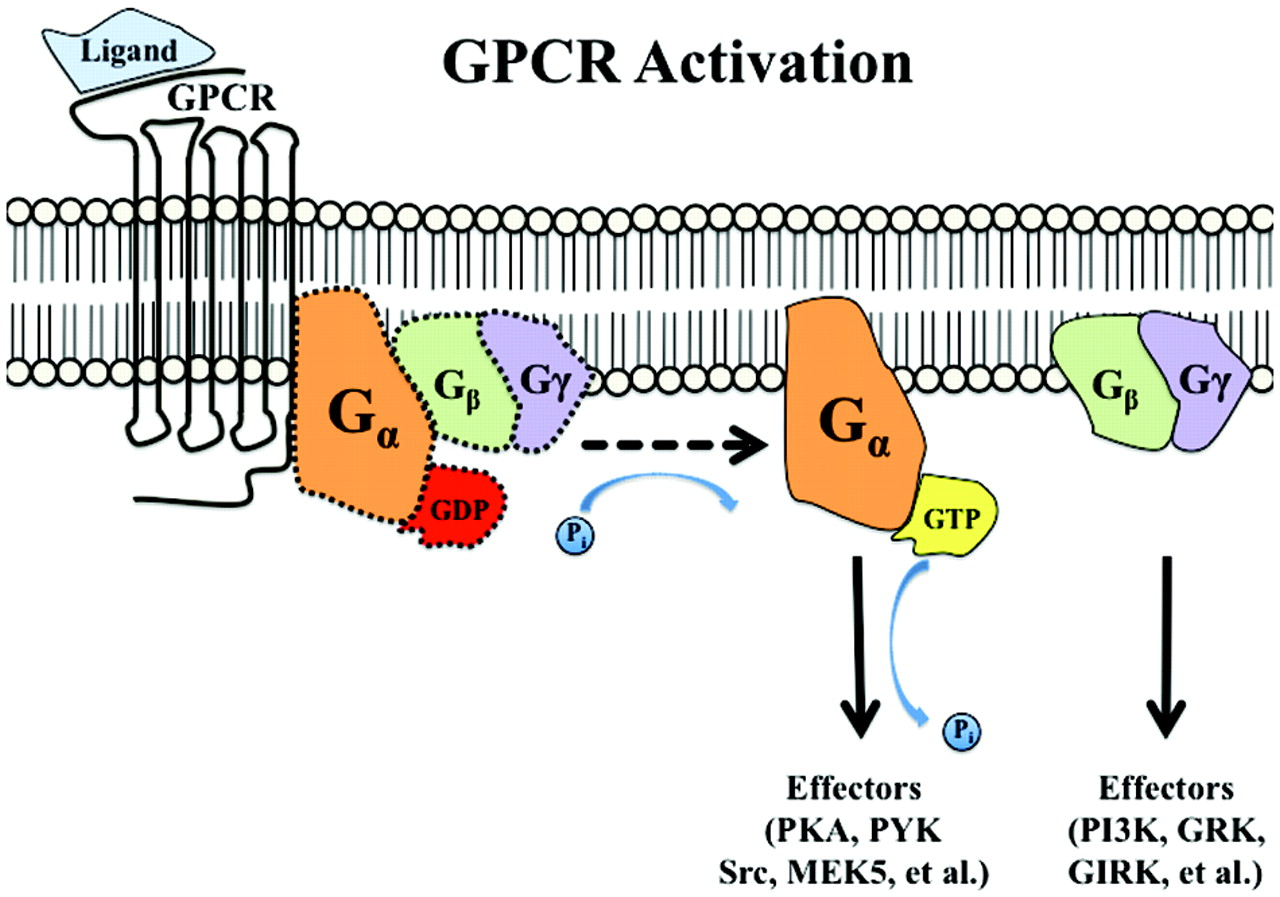 Ligand
GPCR Activation
GPCR
Gα
Gβ
Gγ
GDP
Pi
Gα
GTP
Gβ
Gγ
Pi
Effectors
(PKA, PYK
Src, MEK5, et al.)
Effectors
(PI3K, GRK,
GIRK, et al.)